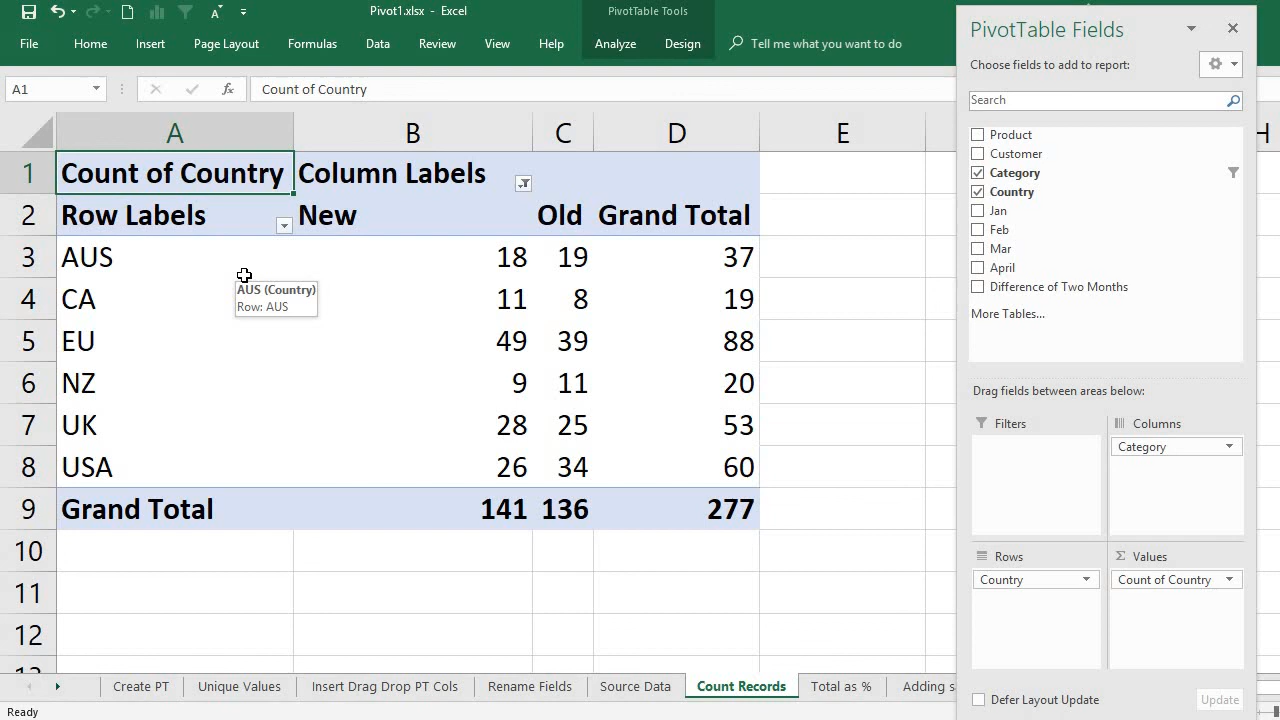 Pivot1.xlsx - Excel
PivotTable Tools
File Home Insert Page Layout Formulas Data Review View Help Analyze Design Tell me what you want to do
A1 fx Count of Country
A B C D E H
1 Count of Country Column Labels
2 Row Labels New Old Grand Total
3 AUS 18 19 37
4 CA 11 8 19
5 EU 49 39 88
6 NZ 9 11 20
7 UK 28 25 53
8 USA 26 34 60
9 Grand Total 141 136 277
10
11
12
13
AUS (Country)
Row: AUS
Create PT Unique Values Insert Drag Drop PT Cols Rename Fields Source Data Count Records Total as % Adding s
Ready
PivotTable Fields
Choose fields to add to report:
Search
Product
Customer
Category
Country
Jan
Feb
Mar
April
Difference of Two Months
More Tables...
Drag fields between areas below:
Filters
Columns
Category
Rows
Country
Σ Values
Count of Country
Defer Layout Update
Update